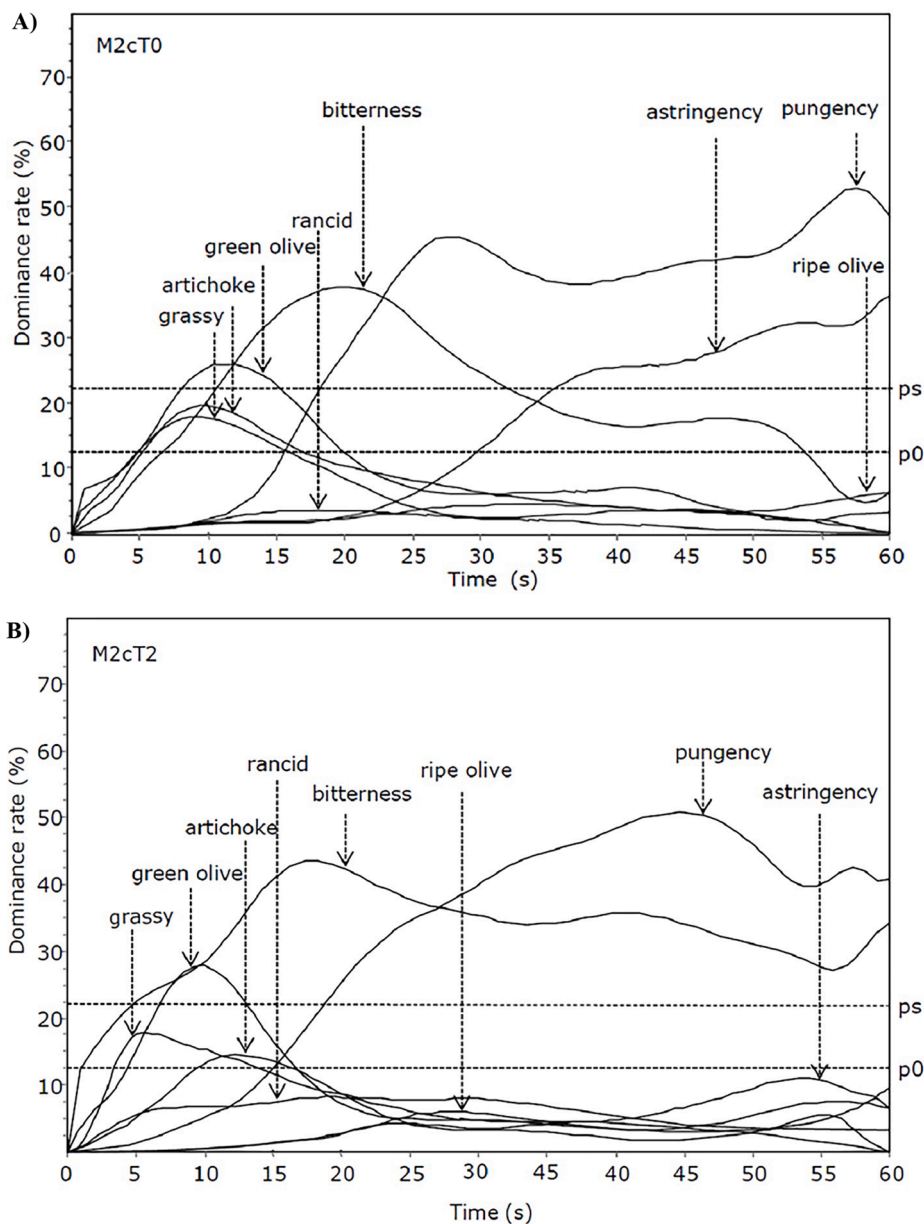 A)
M2cT0
Dominance rate (%)
70
60
50
40
30
20
10
0
bitterness
astringency
pungency
rancid
green olive
ripe olive
artichoke
grassy
ps
p0
0 5 10 15 20 25 30 35 40 45 50 55 60
Time (s)
B)
M2cT2
Dominance rate (%)
70
60
50
40
30
20
10
pungency
rancid
ripe olive
bitterness
astringency
artichoke
green olive
grassy
ps
p0
0 5 10 15 20 25 30 45 40 45 50 55 60
Time (s)